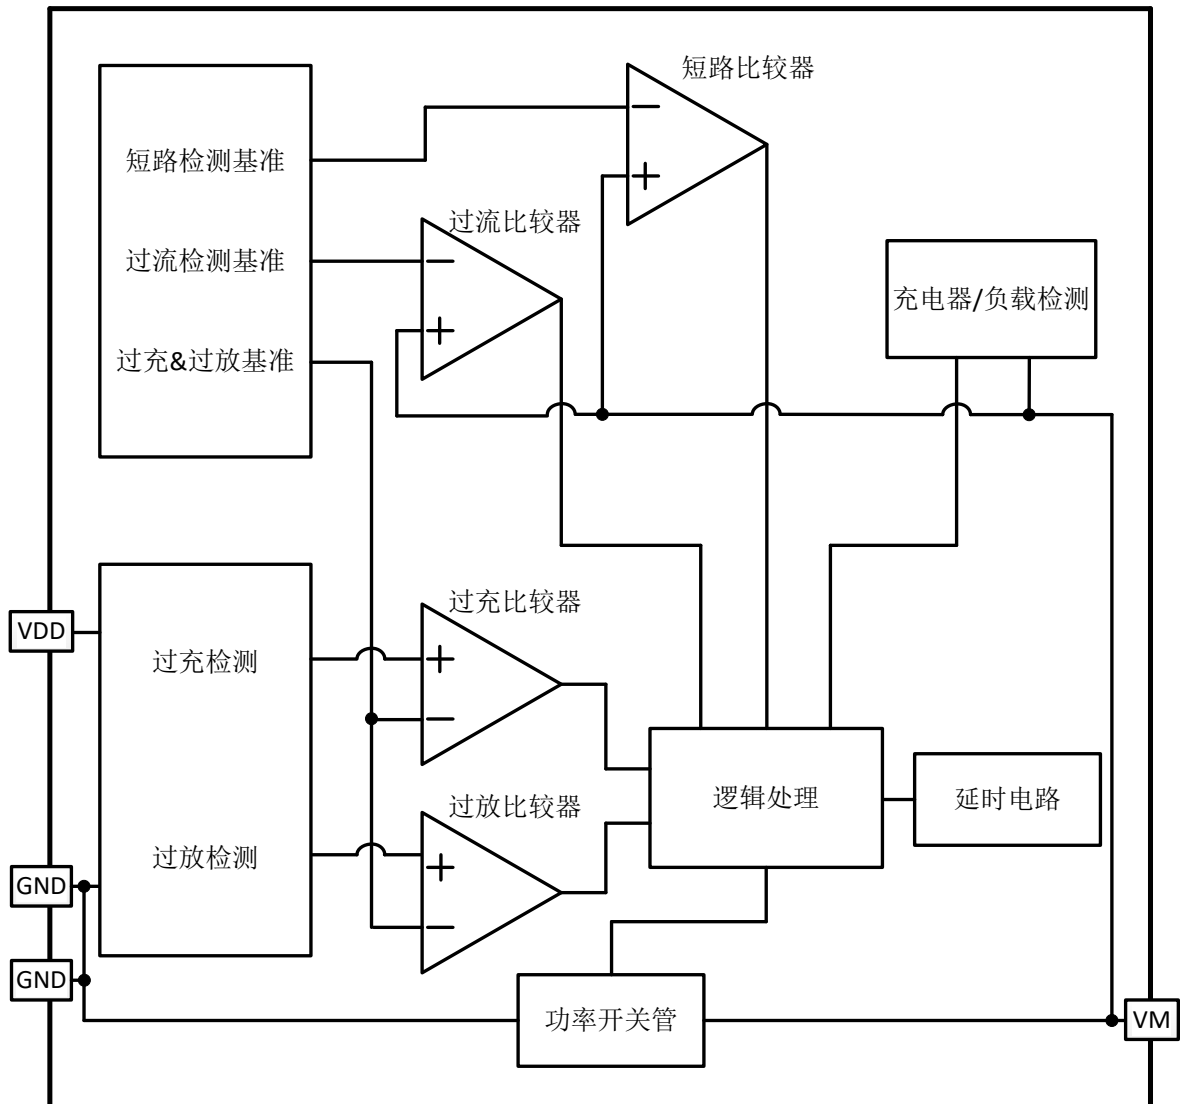 短路比较器
短路检测基准
过流比较器
过流检测基准
充电器/负载检测
过充&过放基准
过充比较器
VDD
过充检测
逻辑处理
延时电路
过放比较器
过放检测
GND
GND
功率开关管
VM